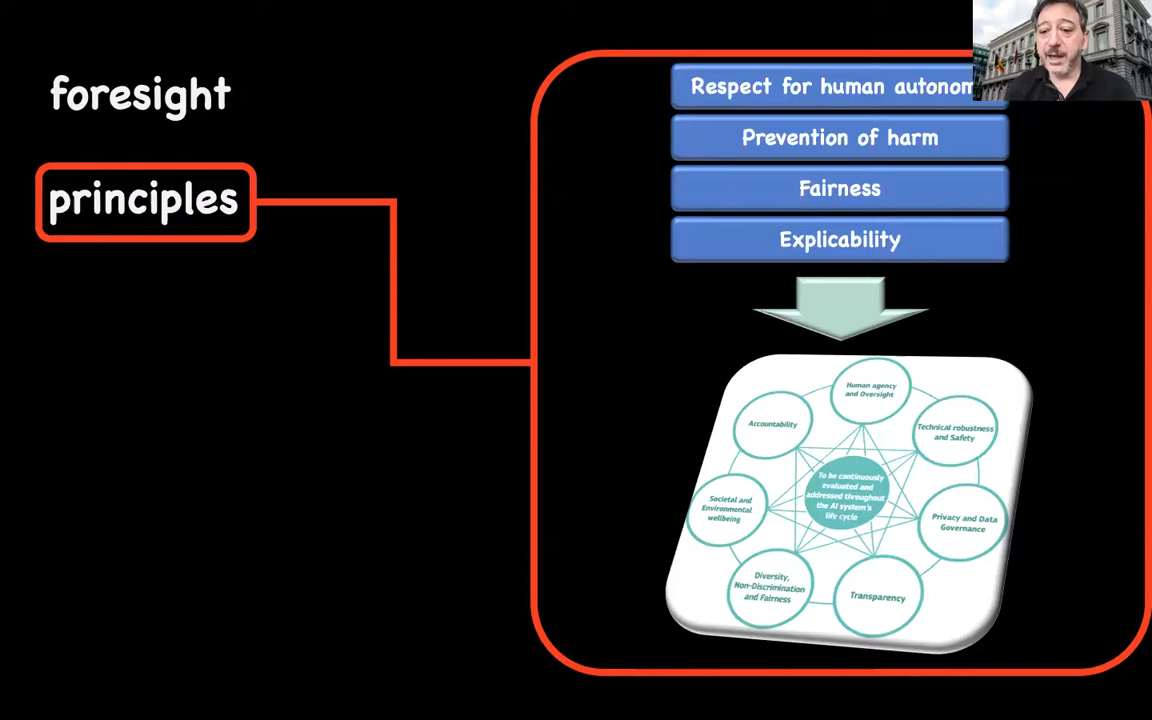 foresight
principles
Respect for human autonom
Prevention of harm
Fairness
Explicability
Human agency
and Oversight
Accountability
Technical robustness
and Safety
To be continuously
evaluated and
addressed throughout
the AI system's
life cycle
Societal and
Environmental
wellbeing
Privacy and Data
Governance
Diversity,
Non-Discrimination
and Fairness
Transparency